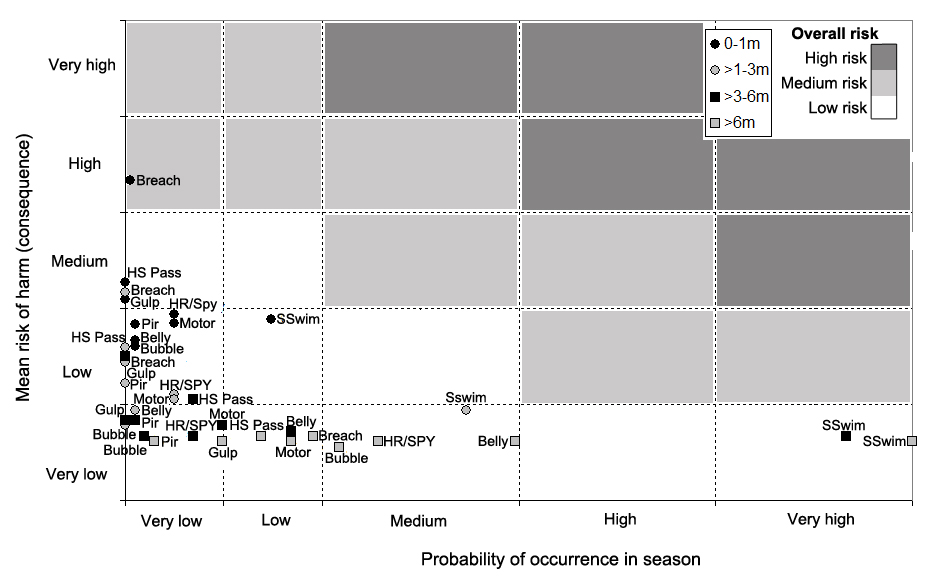 Mean risk of harm (consequence)
Very high
High
Medium
Low
Very low
0-1m
>1-3m
>3-6m
>6m
Overall risk
High risk
Medium risk
Low risk
Breach
HS Pass
Breach
Gulp
HR/Spy
Pir
Motor
SSwim
HS Pass
Belly
Bubble
Breach
Gulp
Pir
HR/SPY
Motor
HS Pass
Sswim
Gulp
Belly
Motor
Pir
HR/SPY
HS Pass
Belly
SSwim
Bubble
Pir
Breach
HR/SPY
Belly
SSwim
Bubble
Gulp
Motor
Bubble
Very low
Low
Medium
High
Very high
Probability of occurrence in season